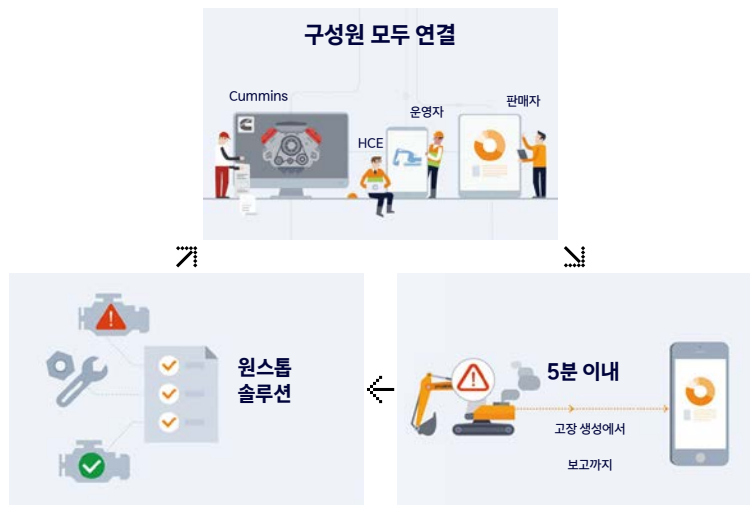 구성원 모두 연결
Cummins
HCE
운영자
판매자
원스톱
솔루션
5분 이내
고장 생성에서
보고까지